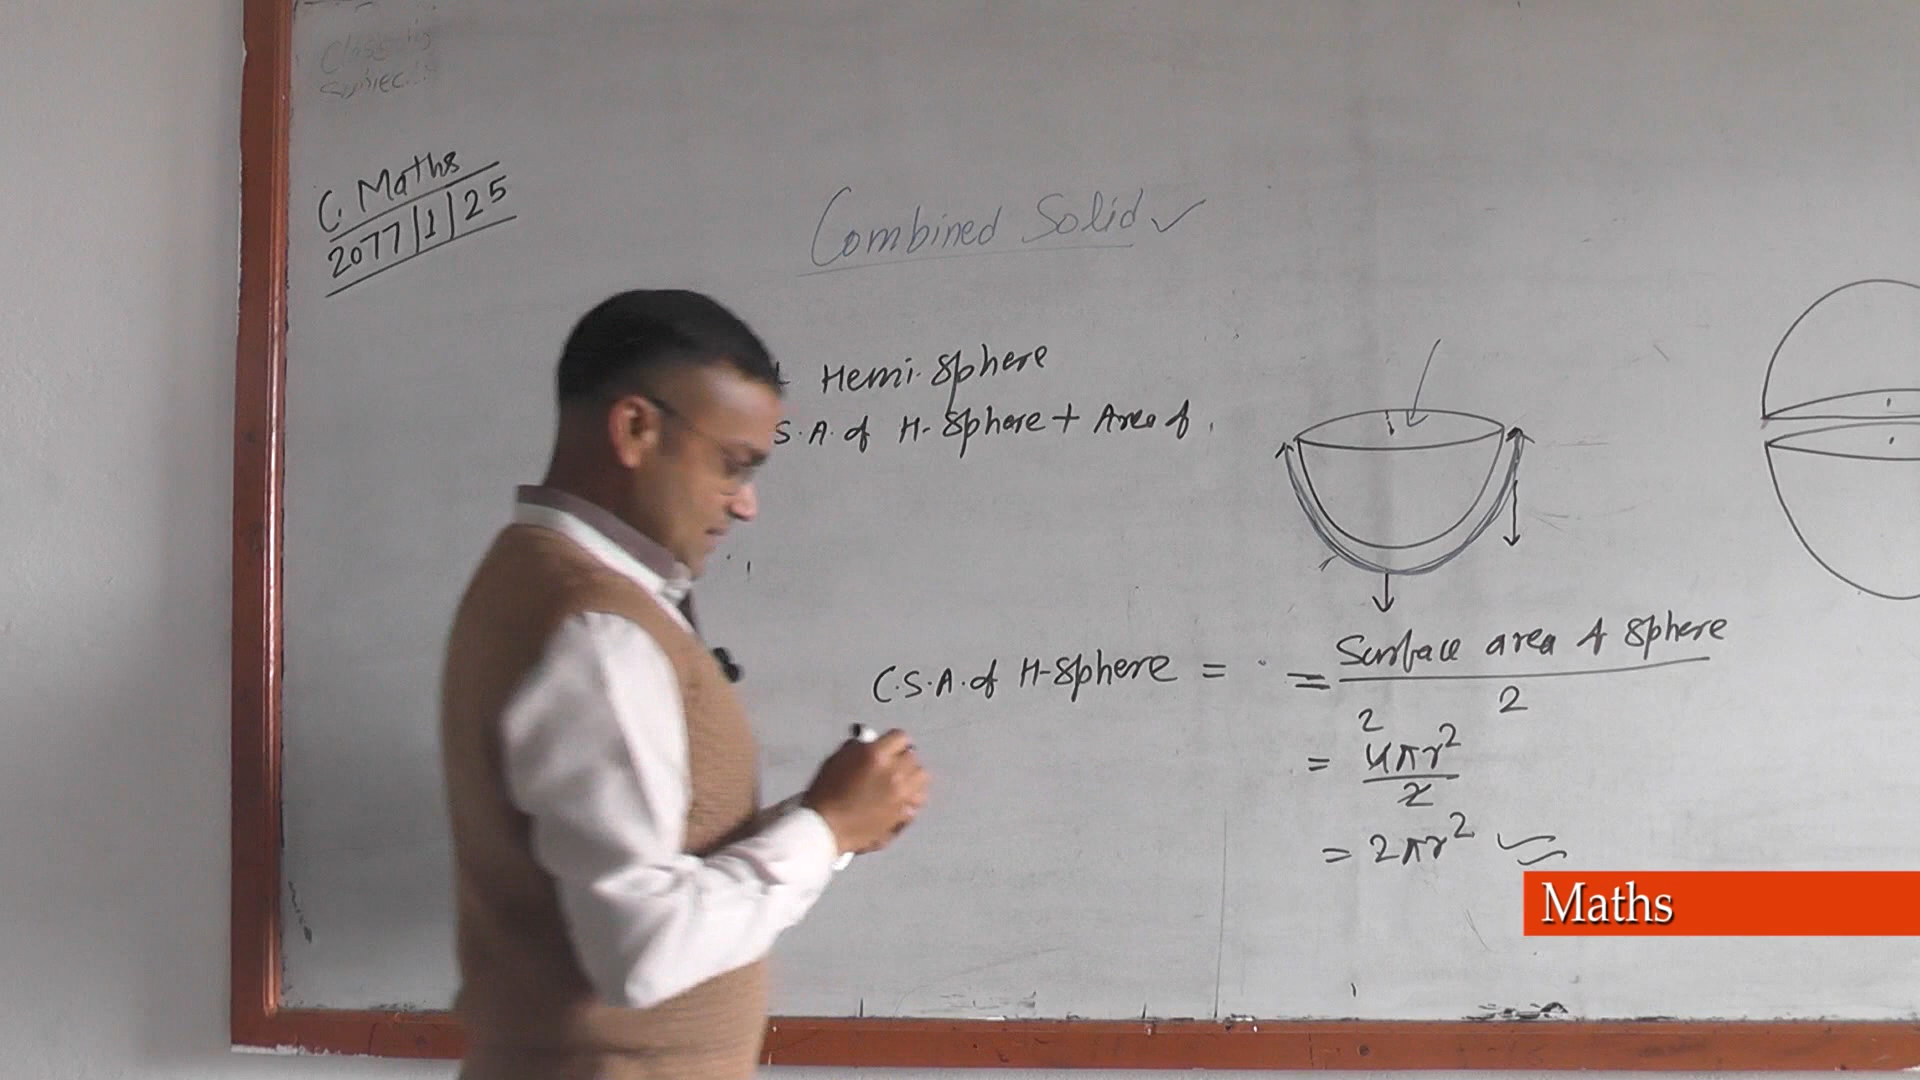 C. Maths
2077/1/25
Combined Solid ✓
Hemi-Sphere
S.A. of H-Sphere + Area of
C.S.A. of H-Sphere = = Surface area of Sphere
2
2
= 4πr²
2
= 2πr²
Maths